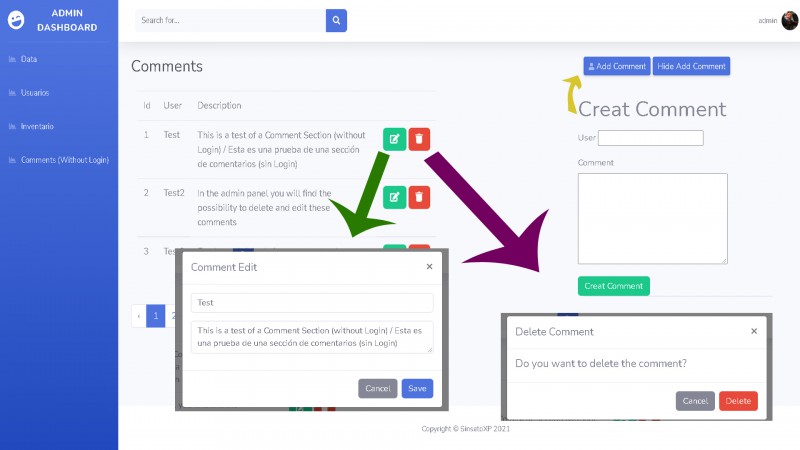 ADMIN
DASHBOARD
Data
Usuarios
Inventario
Comments (Without Login)
Search for...
admin
Comments
Id User Description
1 Test This is a test of a Comment Section (without
Login) / Esta es una prueba de una sección
de comentarios (sin Login)
2 Test2 In the admin panel you will find the
possibility to delete and edit these
comments
3
‹ 1 2
Add Comment Hide Add Comment
Creat Comment
User
Comment
Creat Comment
Comment Edit ×
Test
This is a test of a Comment Section (without Login) / Esta es
una prueba de una sección de comentarios (sin Login)
Cancel Save
Delete Comment ×
Do you want to delete the comment?
Cancel Delete
Copyright © SinsatoXP 2021